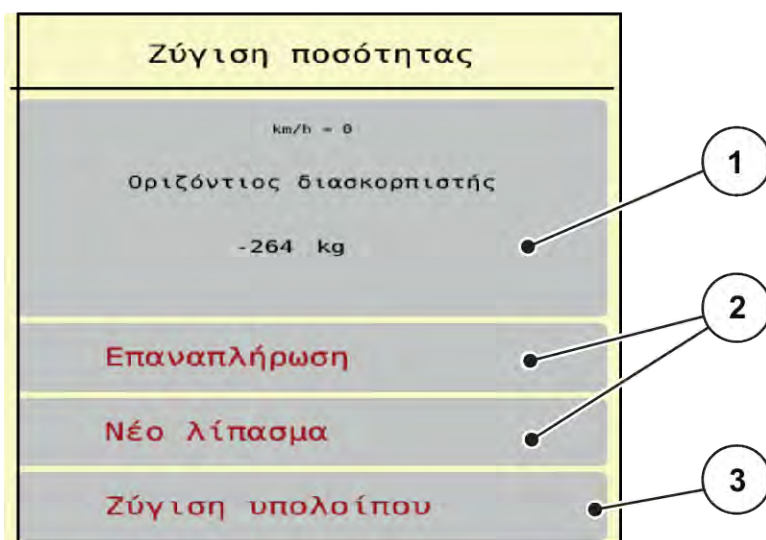 Ζύγιση ποσότητας
km/h = 0
Οριζόντιος διασκορπιστής
-264 kg
1
2
Επαναπλήρωση
Νέο λίπασμα
3
Ζύγιση υπολοίπου